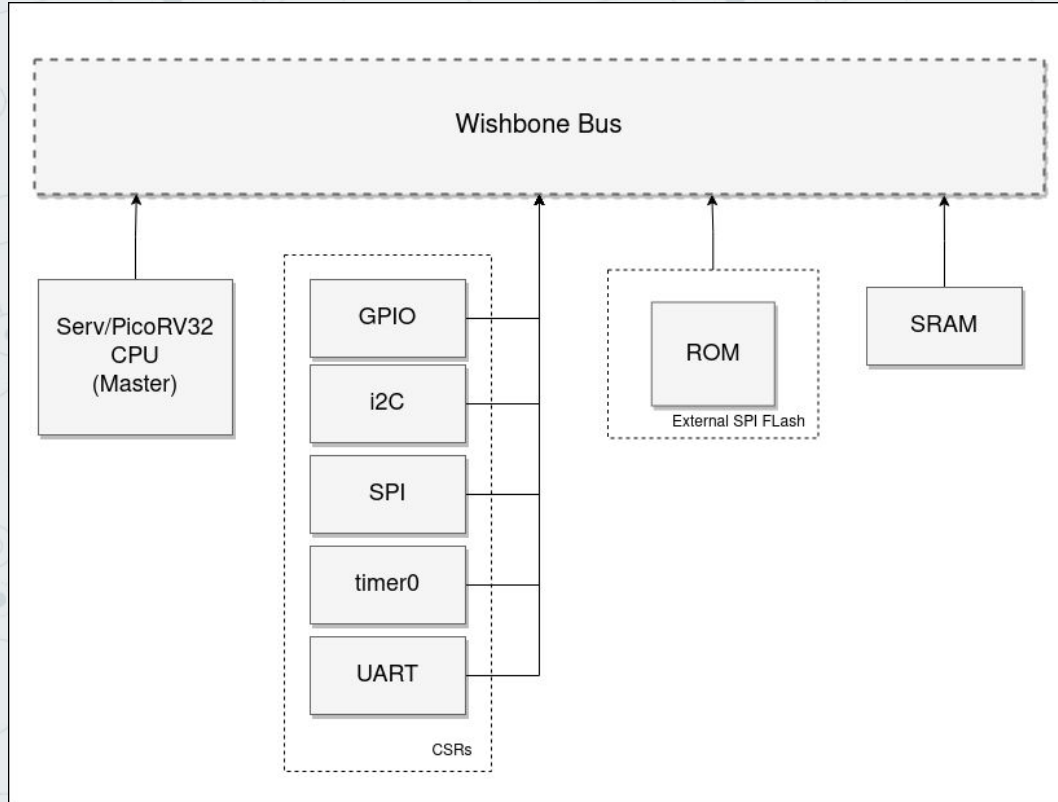 Wishbone Bus
Serv/PicoRV32
CPU
(Master)
GPIO
i2C
SPI
timer0
UART
CSRs
ROM
External SPI FLash
SRAM